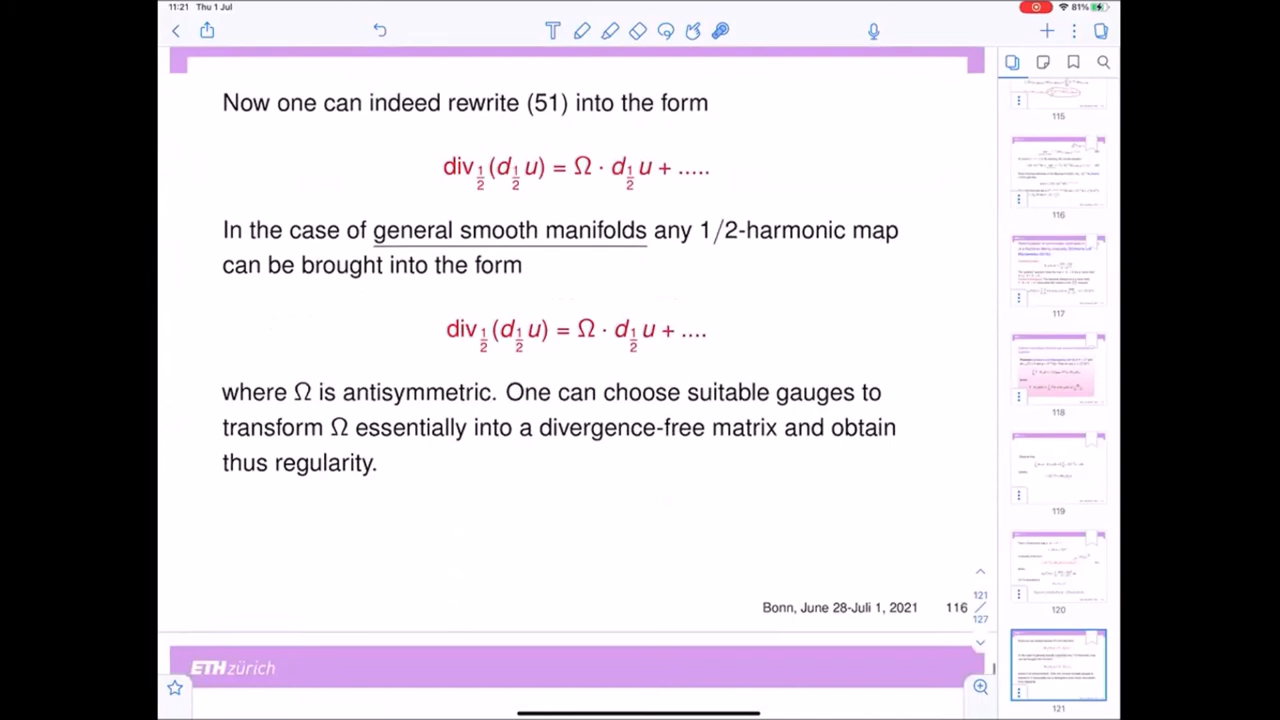 11:21 Thu 1 Jul
81%
Now one can indeed rewrite (51) into the form
div_{1/2}(d_{1/2} u) = Ω · d_{1/2} u + .....
In the case of general smooth manifolds any 1/2-harmonic map
can be brought into the form
div_{1/2}(d_{1/2} u) = Ω · d_{1/2} u + ....
where Ω is antisymmetric. One can choose suitable gauges to
transform Ω essentially into a divergence-free matrix and obtain
thus regularity.
Bonn, June 28-Juli 1, 2021 116
121
/
127
ETH zürich
115
116
117
118
119
120
121